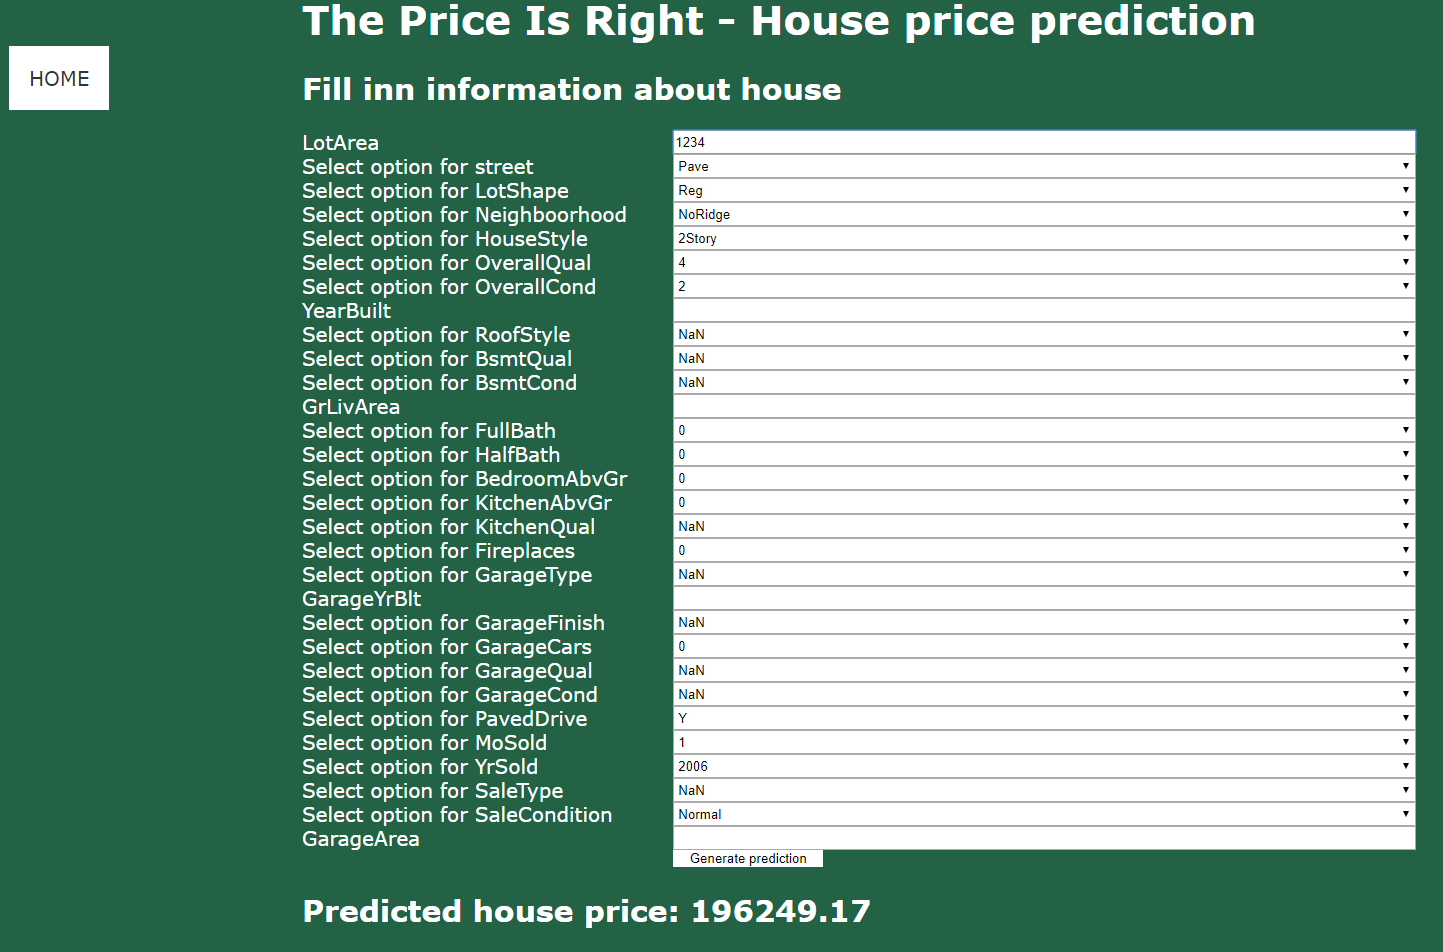 The Price Is Right - House price prediction
HOME
Fill inn information about house
LotArea 1234
Select option for street Pave
Select option for LotShape Reg
Select option for Neighboorhood NoRidge
Select option for HouseStyle 2Story
Select option for OverallQual 4
Select option for OverallCond 2
YearBuilt
Select option for RoofStyle NaN
Select option for BsmtQual NaN
Select option for BsmtCond NaN
GrLivArea
Select option for FullBath 0
Select option for HalfBath 0
Select option for BedroomAbvGr 0
Select option for KitchenAbvGr 0
Select option for KitchenQual NaN
Select option for Fireplaces 0
Select option for GarageType NaN
GarageYrBlt
Select option for GarageFinish NaN
Select option for GarageCars 0
Select option for GarageQual NaN
Select option for GarageCond NaN
Select option for PavedDrive Y
Select option for MoSold 1
Select option for YrSold 2006
Select option for SaleType NaN
Select option for SaleCondition Normal
GarageArea
Generate prediction
Predicted house price: 196249.17